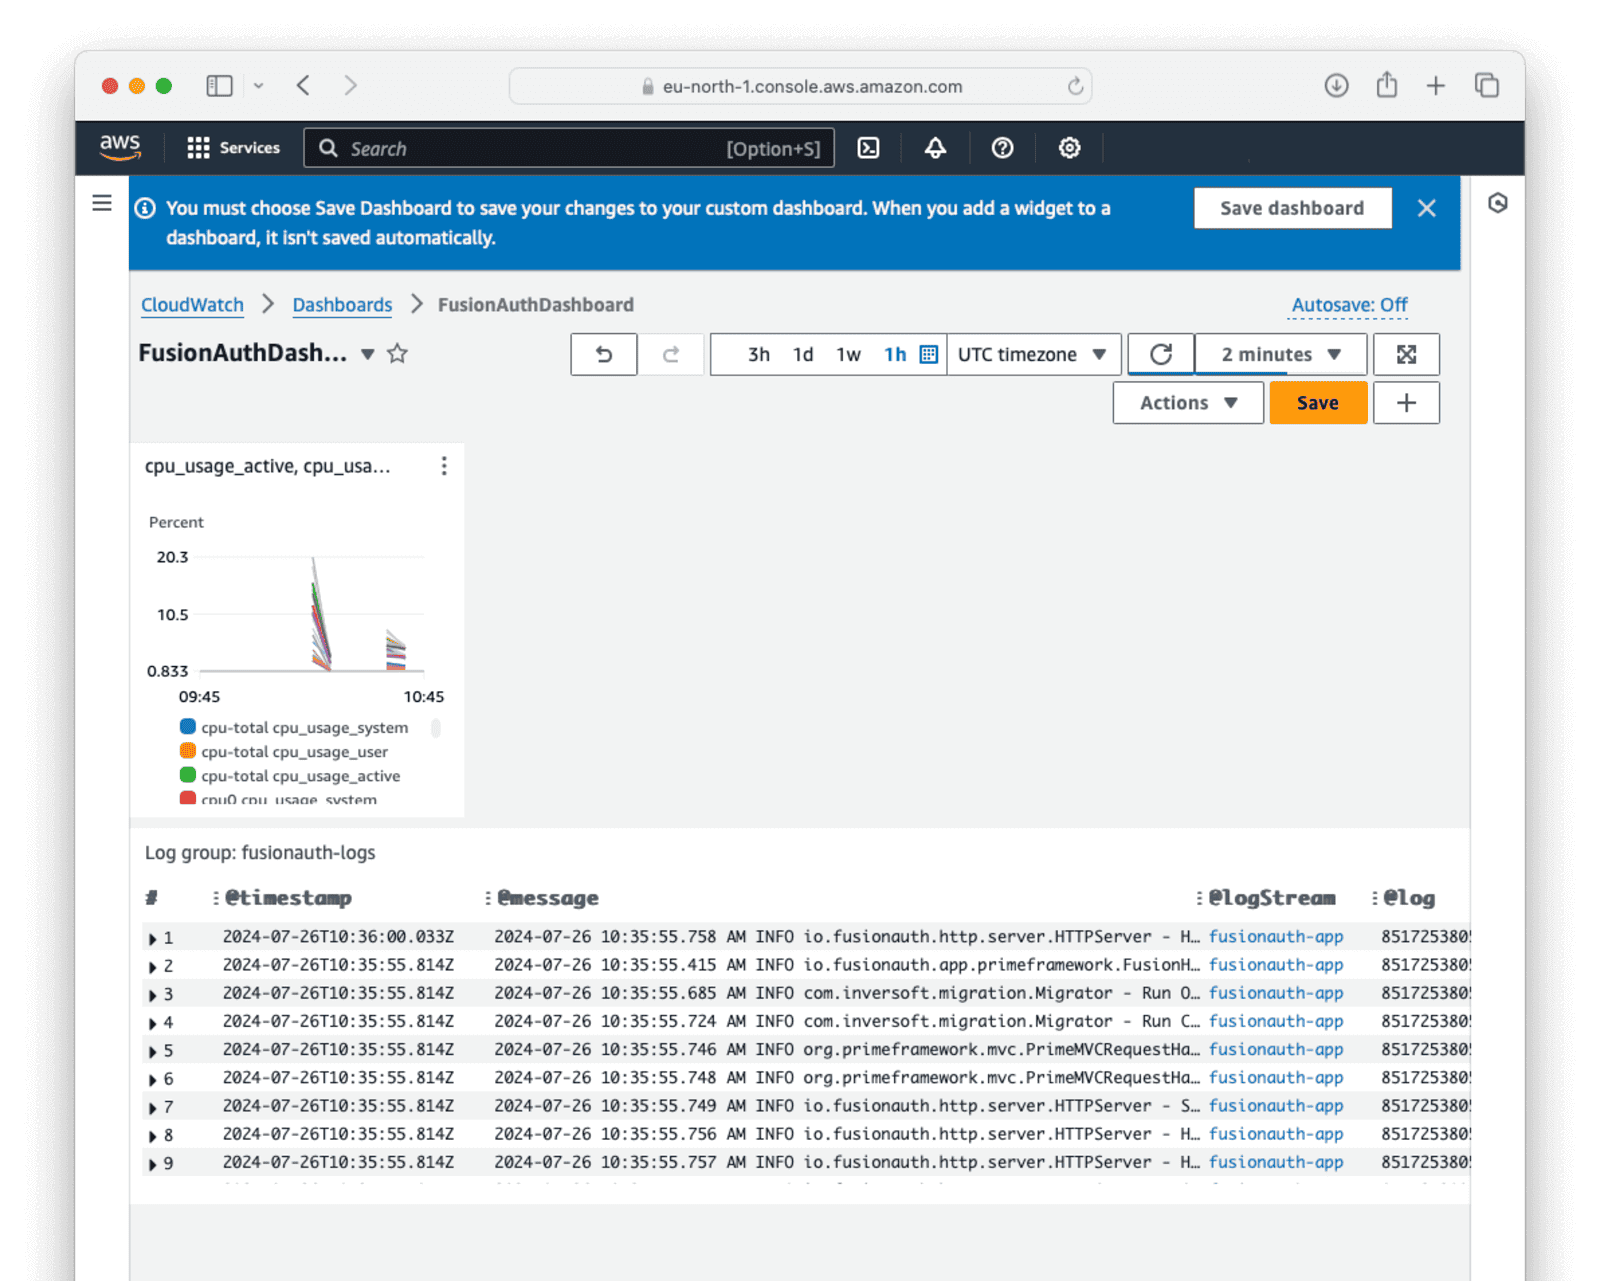 eu-north-1.console.aws.amazon.com
aws Services Search [Option+S]
You must choose Save Dashboard to save your changes to your custom dashboard. When you add a widget to a
dashboard, it isn't saved automatically.
Save dashboard
CloudWatch Dashboards FusionAuthDashboard
Autosave: Off
FusionAuthDash...
3h 1d 1w 1h UTC timezone 2 minutes
Actions Save
cpu_usage_active, cpu_usa...
Percent
20.3
10.5
0.833
09:45 10:45
cpu-total cpu_usage_system
cpu-total cpu_usage_user
cpu-total cpu_usage_active
cpu0 cpu_usage_system
Log group: fusionauth-logs
# @timestamp @message @logStream @log
1 2024-07-26T10:36:00.033Z 2024-07-26 10:35:55.758 AM INFO io.fusionauth.http.server.HTTPServer - H... fusionauth-app 851725380
2 2024-07-26T10:35:55.814Z 2024-07-26 10:35:55.415 AM INFO io.fusionauth.app.primeframework.FusionH... fusionauth-app 851725380
3 2024-07-26T10:35:55.814Z 2024-07-26 10:35:55.685 AM INFO com.inversoft.migration.Migrator - Run O... fusionauth-app 851725380
4 2024-07-26T10:35:55.814Z 2024-07-26 10:35:55.724 AM INFO com.inversoft.migration.Migrator - Run C... fusionauth-app 851725380
5 2024-07-26T10:35:55.814Z 2024-07-26 10:35:55.746 AM INFO org.primeframework.mvc.PrimeMVCRequestHa... fusionauth-app 851725380
6 2024-07-26T10:35:55.814Z 2024-07-26 10:35:55.748 AM INFO org.primeframework.mvc.PrimeMVCRequestHa... fusionauth-app 851725380
7 2024-07-26T10:35:55.814Z 2024-07-26 10:35:55.749 AM INFO io.fusionauth.http.server.HTTPServer - S... fusionauth-app 851725380
8 2024-07-26T10:35:55.814Z 2024-07-26 10:35:55.756 AM INFO io.fusionauth.http.server.HTTPServer - H... fusionauth-app 851725380
9 2024-07-26T10:35:55.814Z 2024-07-26 10:35:55.757 AM INFO io.fusionauth.http.server.HTTPServer - H... fusionauth-app 851725380